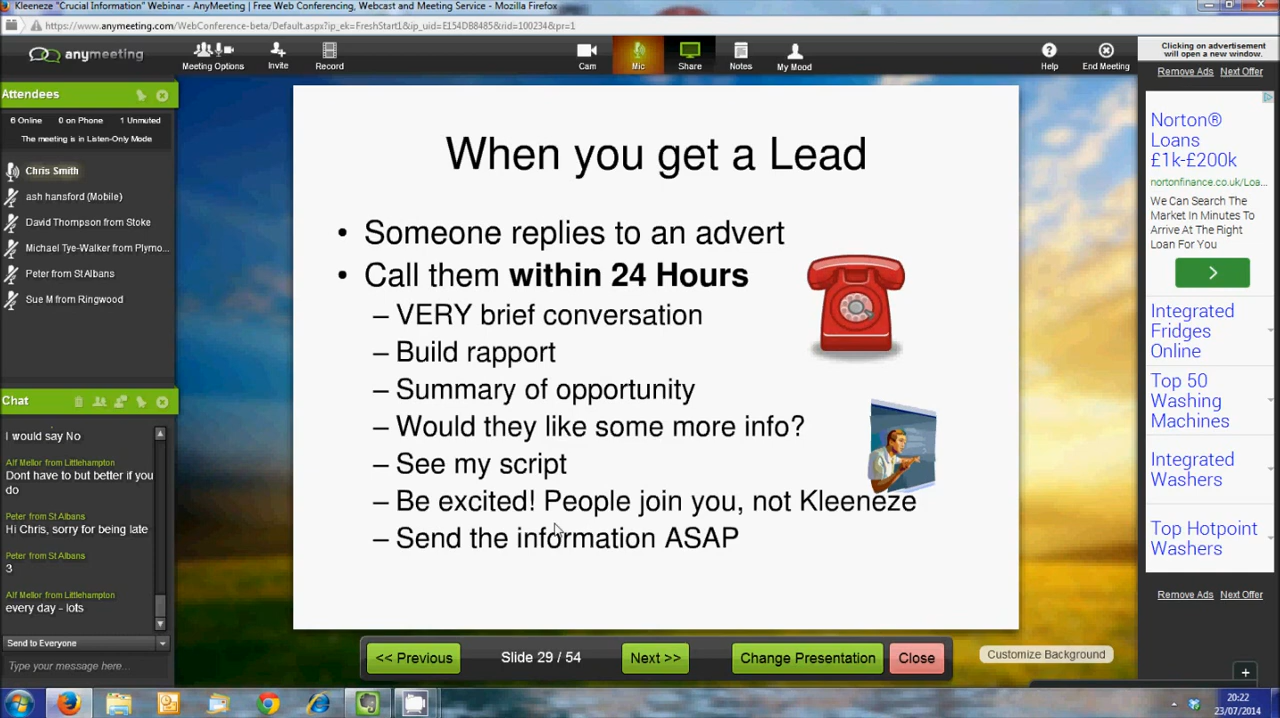 Kleeneze "Crucial Information" Webinar - AnyMeeting | Free Web Conferencing, Webcast and Meeting Service - Mozilla Firefox
https://www.anymeeting.com/WebConference-beta/Default.aspx?ip_ek=FreshStart1&ip_uid=E154DB8485&rid=100234&pr=1
anymeeting
Meeting Options
Invite
Record
Cam
Mic
Share
Notes
My Mood
Help
End Meeting
Clicking on advertisement
will open a new window.
Remove Ads Next Offer
Attendees
6 Online 0 on Phone 1 Unmuted
The meeting is in Listen-Only Mode
Chris Smith
ash hansford (Mobile)
David Thompson from Stoke
Michael Tye-Walker from Plymo...
Peter from St Albans
Sue M from Ringwood
Chat
I would say No
Alf Mellor from Littlehampton
Dont have to but better if you
do
Peter from St Albans
Hi Chris, sorry for being late
Peter from St Albans
3
Alf Mellor from Littlehampton
every day - lots
Send to Everyone
Type your message here...
When you get a Lead
• Someone replies to an advert
• Call them within 24 Hours
– VERY brief conversation
– Build rapport
– Summary of opportunity
– Would they like some more info?
– See my script
– Be excited! People join you, not Kleeneze
– Send the information ASAP
<< Previous
Slide 29 / 54
Next >>
Change Presentation
Close
Customize Background
Norton®
Loans
£1k-£200k
nortonfinance.co.uk/Loa...
We Can Search The
Market In Minutes To
Arrive At The Right
Loan For You
Integrated
Fridges
Online
Top 50
Washing
Machines
Integrated
Washers
Top Hotpoint
Washers
Remove Ads Next Offer
20:22
23/07/2014